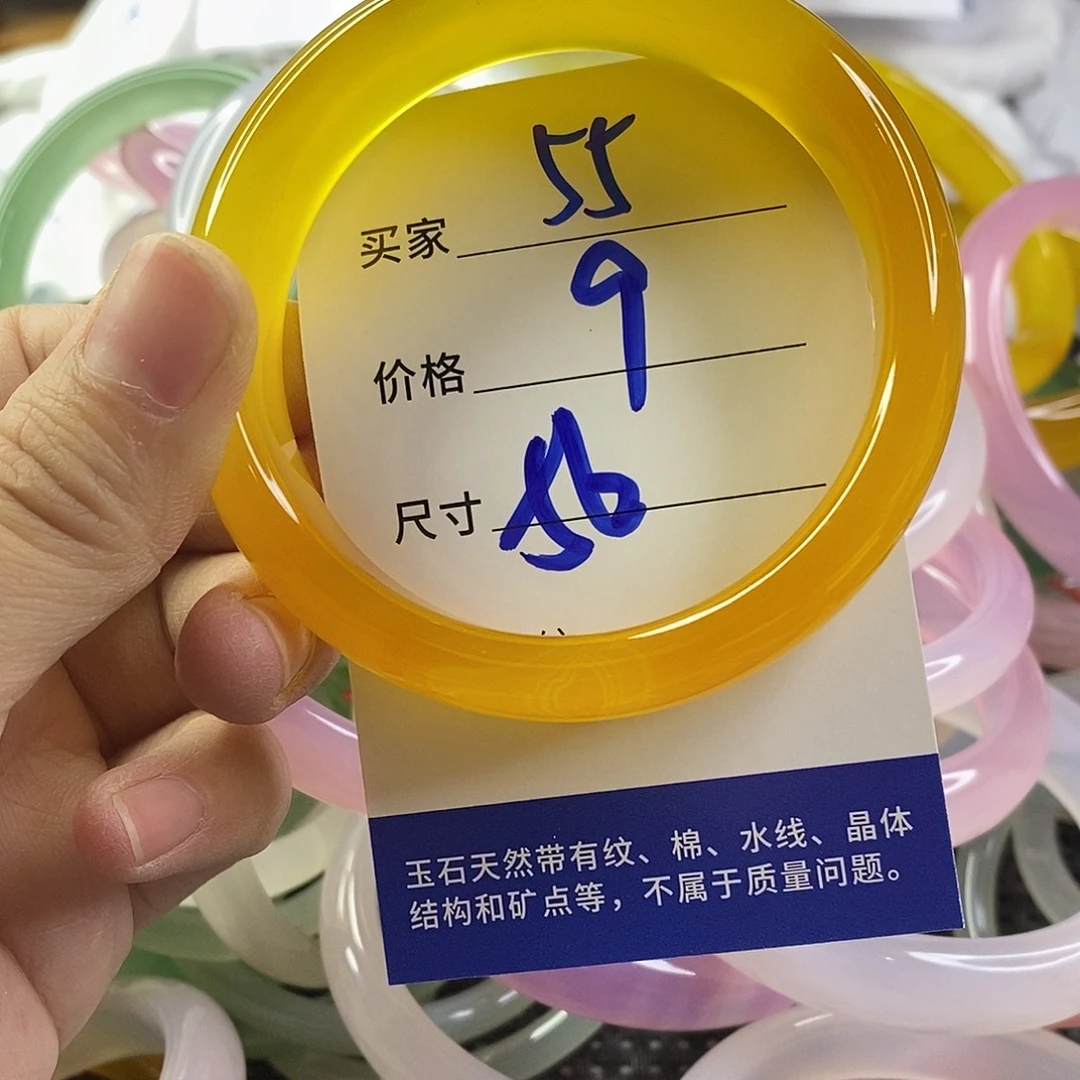 买家 55
价格 9
尺寸 56
玉石天然带有纹、棉、水线、晶体
结构和矿点等，不属于质量问题。